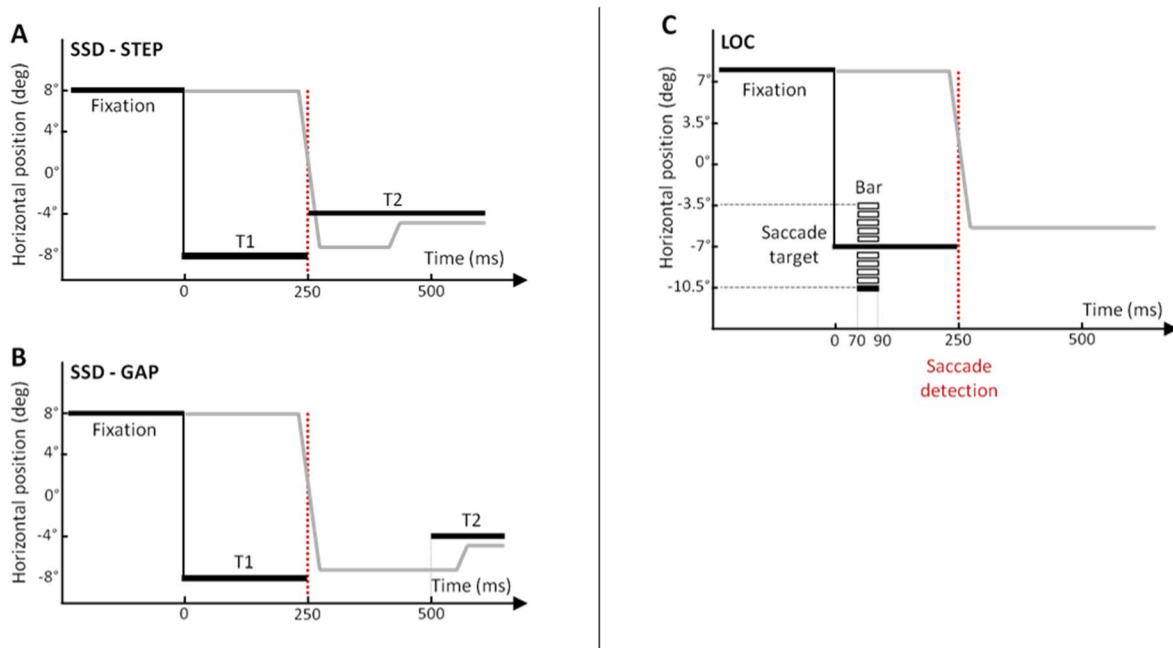 A
SSD - STEP
Horizontal position (deg)
8°
4°
0°
-4°
-8°
Fixation
T1
T2
Time (ms)
0
250
500
B
SSD - GAP
Horizontal position (deg)
8°
4°
0°
-4°
-8°
Fixation
T1
T2
Time (ms)
0
250
500
C
LOC
Horizontal position (deg)
7°
3.5°
0°
-3.5°
-7°
-10.5°
Fixation
Bar
Saccade
target
Time (ms)
0 70 90
250
500
Saccade
detection